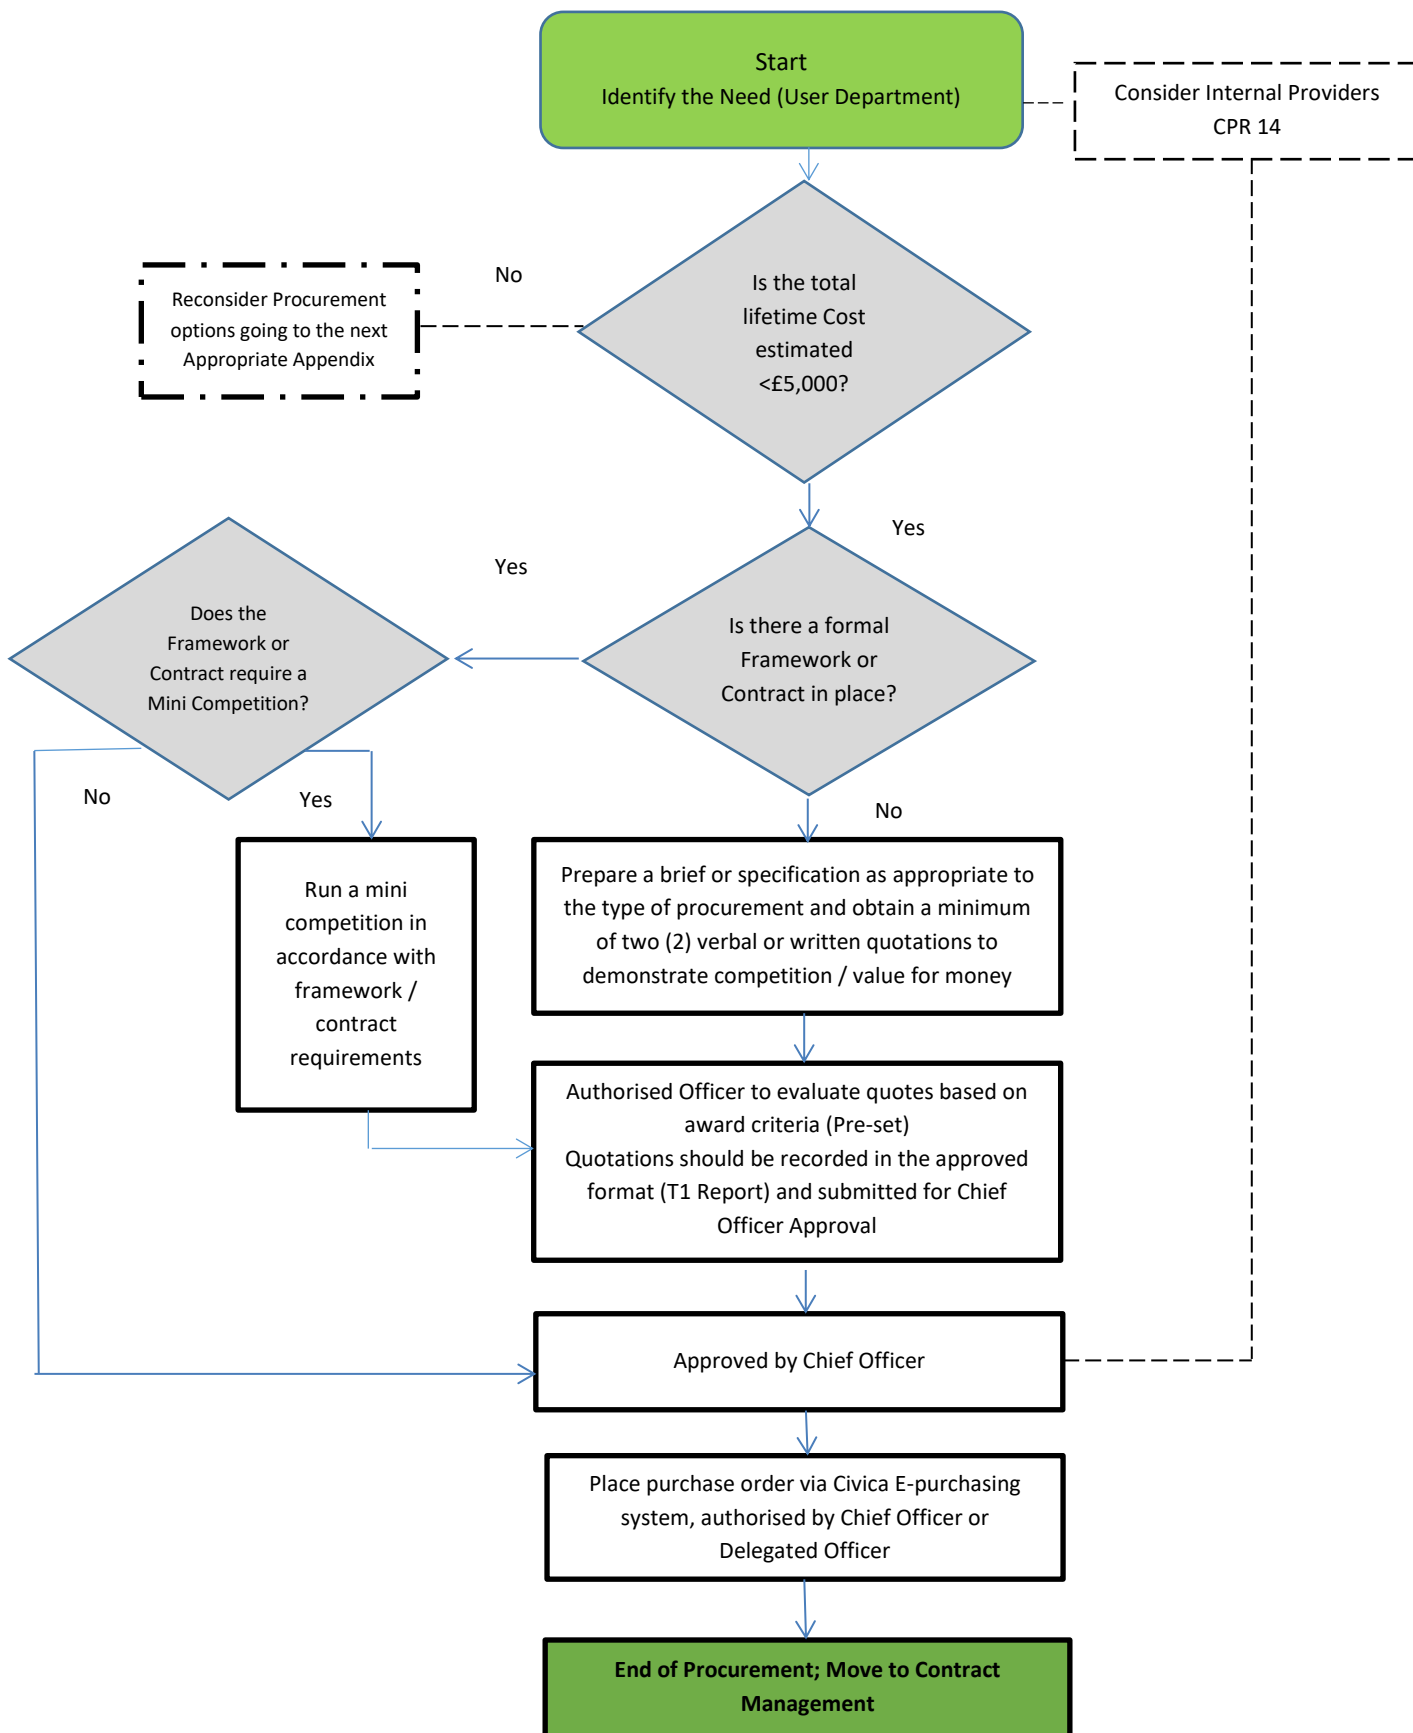 Start
Identify the Need (User Department)
Consider Internal Providers
CPR 14
No
Reconsider Procurement
options going to the next
Appropriate Appendix
Is the total
lifetime Cost
estimated
<£5,000?
Yes
Yes
Does the
Framework or
Contract require a
Mini Competition?
Is there a formal
Framework or
Contract in place?
No
Yes
No
Run a mini
competition in
accordance with
framework /
contract
requirements
Prepare a brief or specification as appropriate to
the type of procurement and obtain a minimum
of two (2) verbal or written quotations to
demonstrate competition / value for money
Authorised Officer to evaluate quotes based on
award criteria (Pre-set)
Quotations should be recorded in the approved
format (T1 Report) and submitted for Chief
Officer Approval
Approved by Chief Officer
Place purchase order via Civica E-purchasing
system, authorised by Chief Officer or
Delegated Officer
End of Procurement; Move to Contract
Management